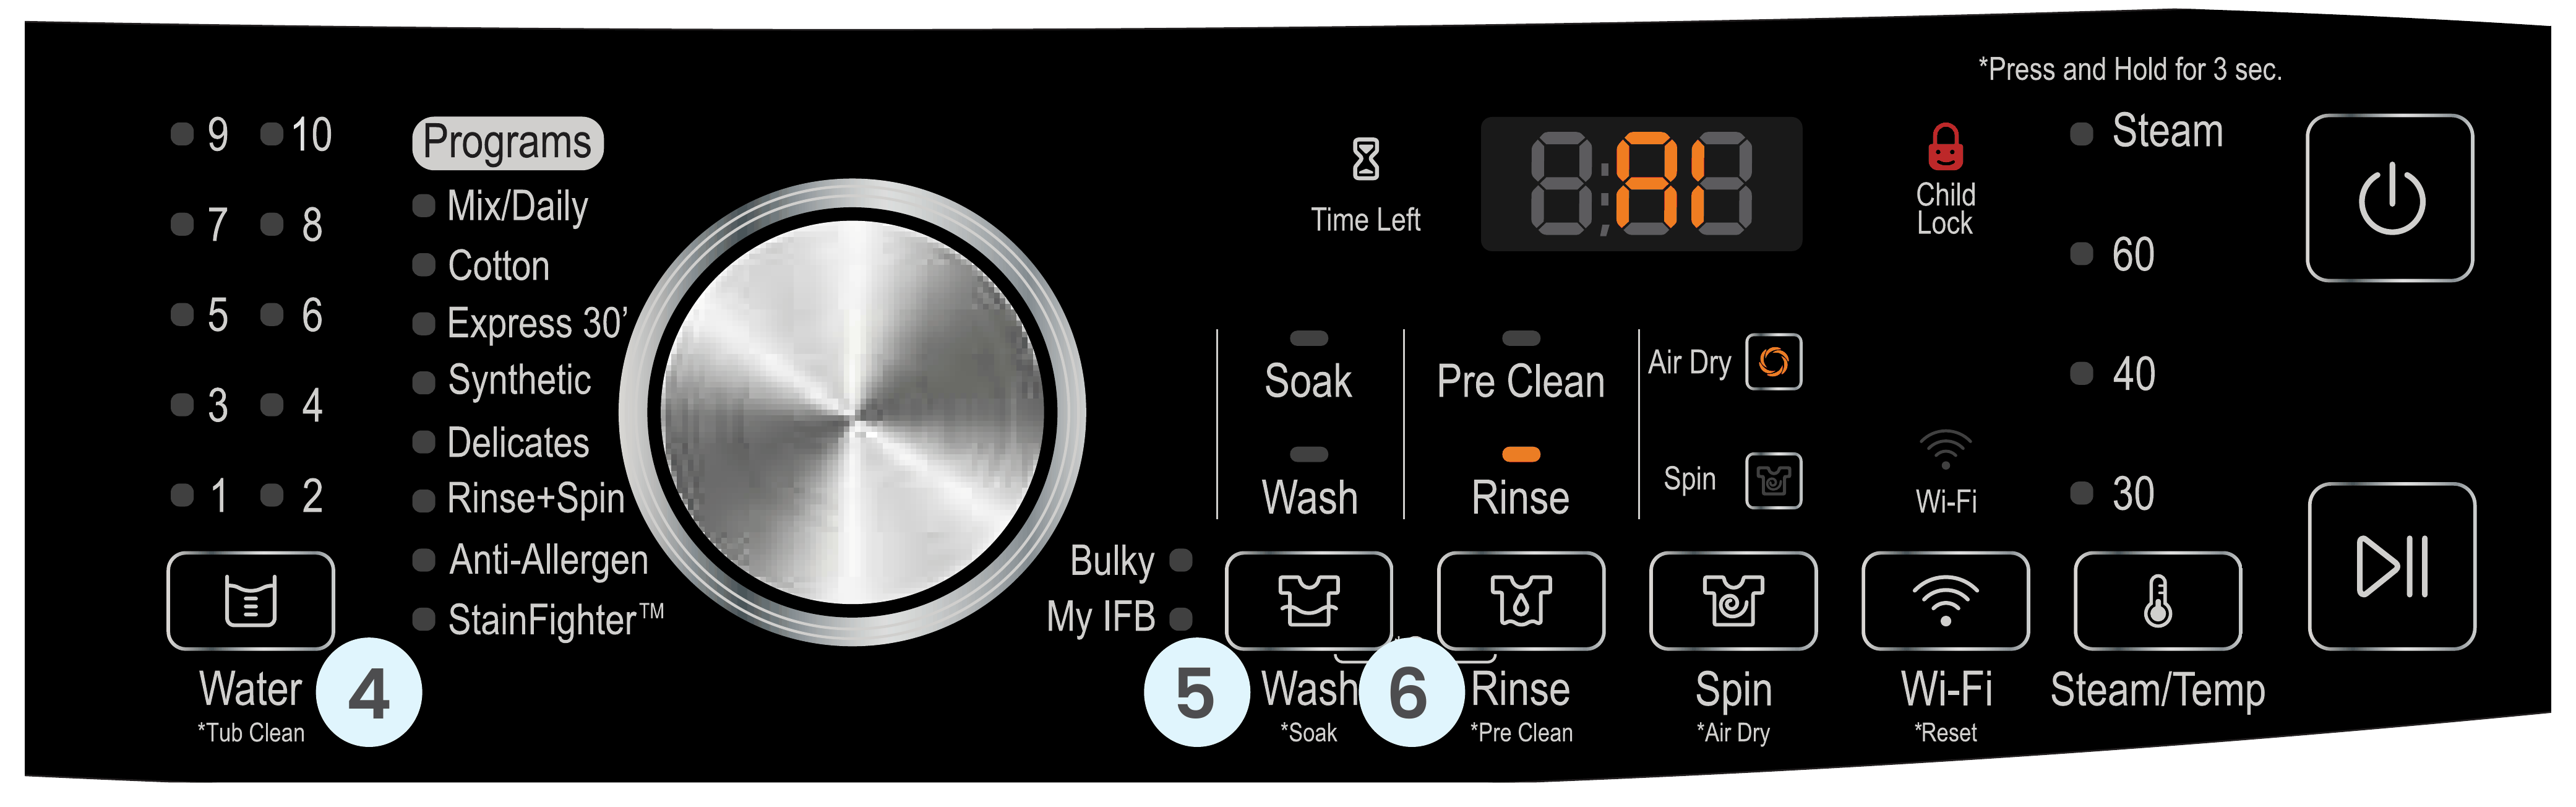 *Press and Hold for 3 sec.
9 10
7 8
5 6
3 4
1 2
Water
*Tub Clean
4
Programs
Mix/Daily
Cotton
Express 30’
Synthetic
Delicates
Rinse+Spin
Anti-Allergen
StainFighter™
Bulky
My IFB
Time Left
Ai
Child
Lock
Soak
Wash
Pre Clean
Rinse
Air Dry
Spin
Wi-Fi
Steam
60
40
30
5
Wash
*Soak
6
Rinse
*Pre Clean
Spin
*Air Dry
Wi-Fi
*Reset
Steam/Temp